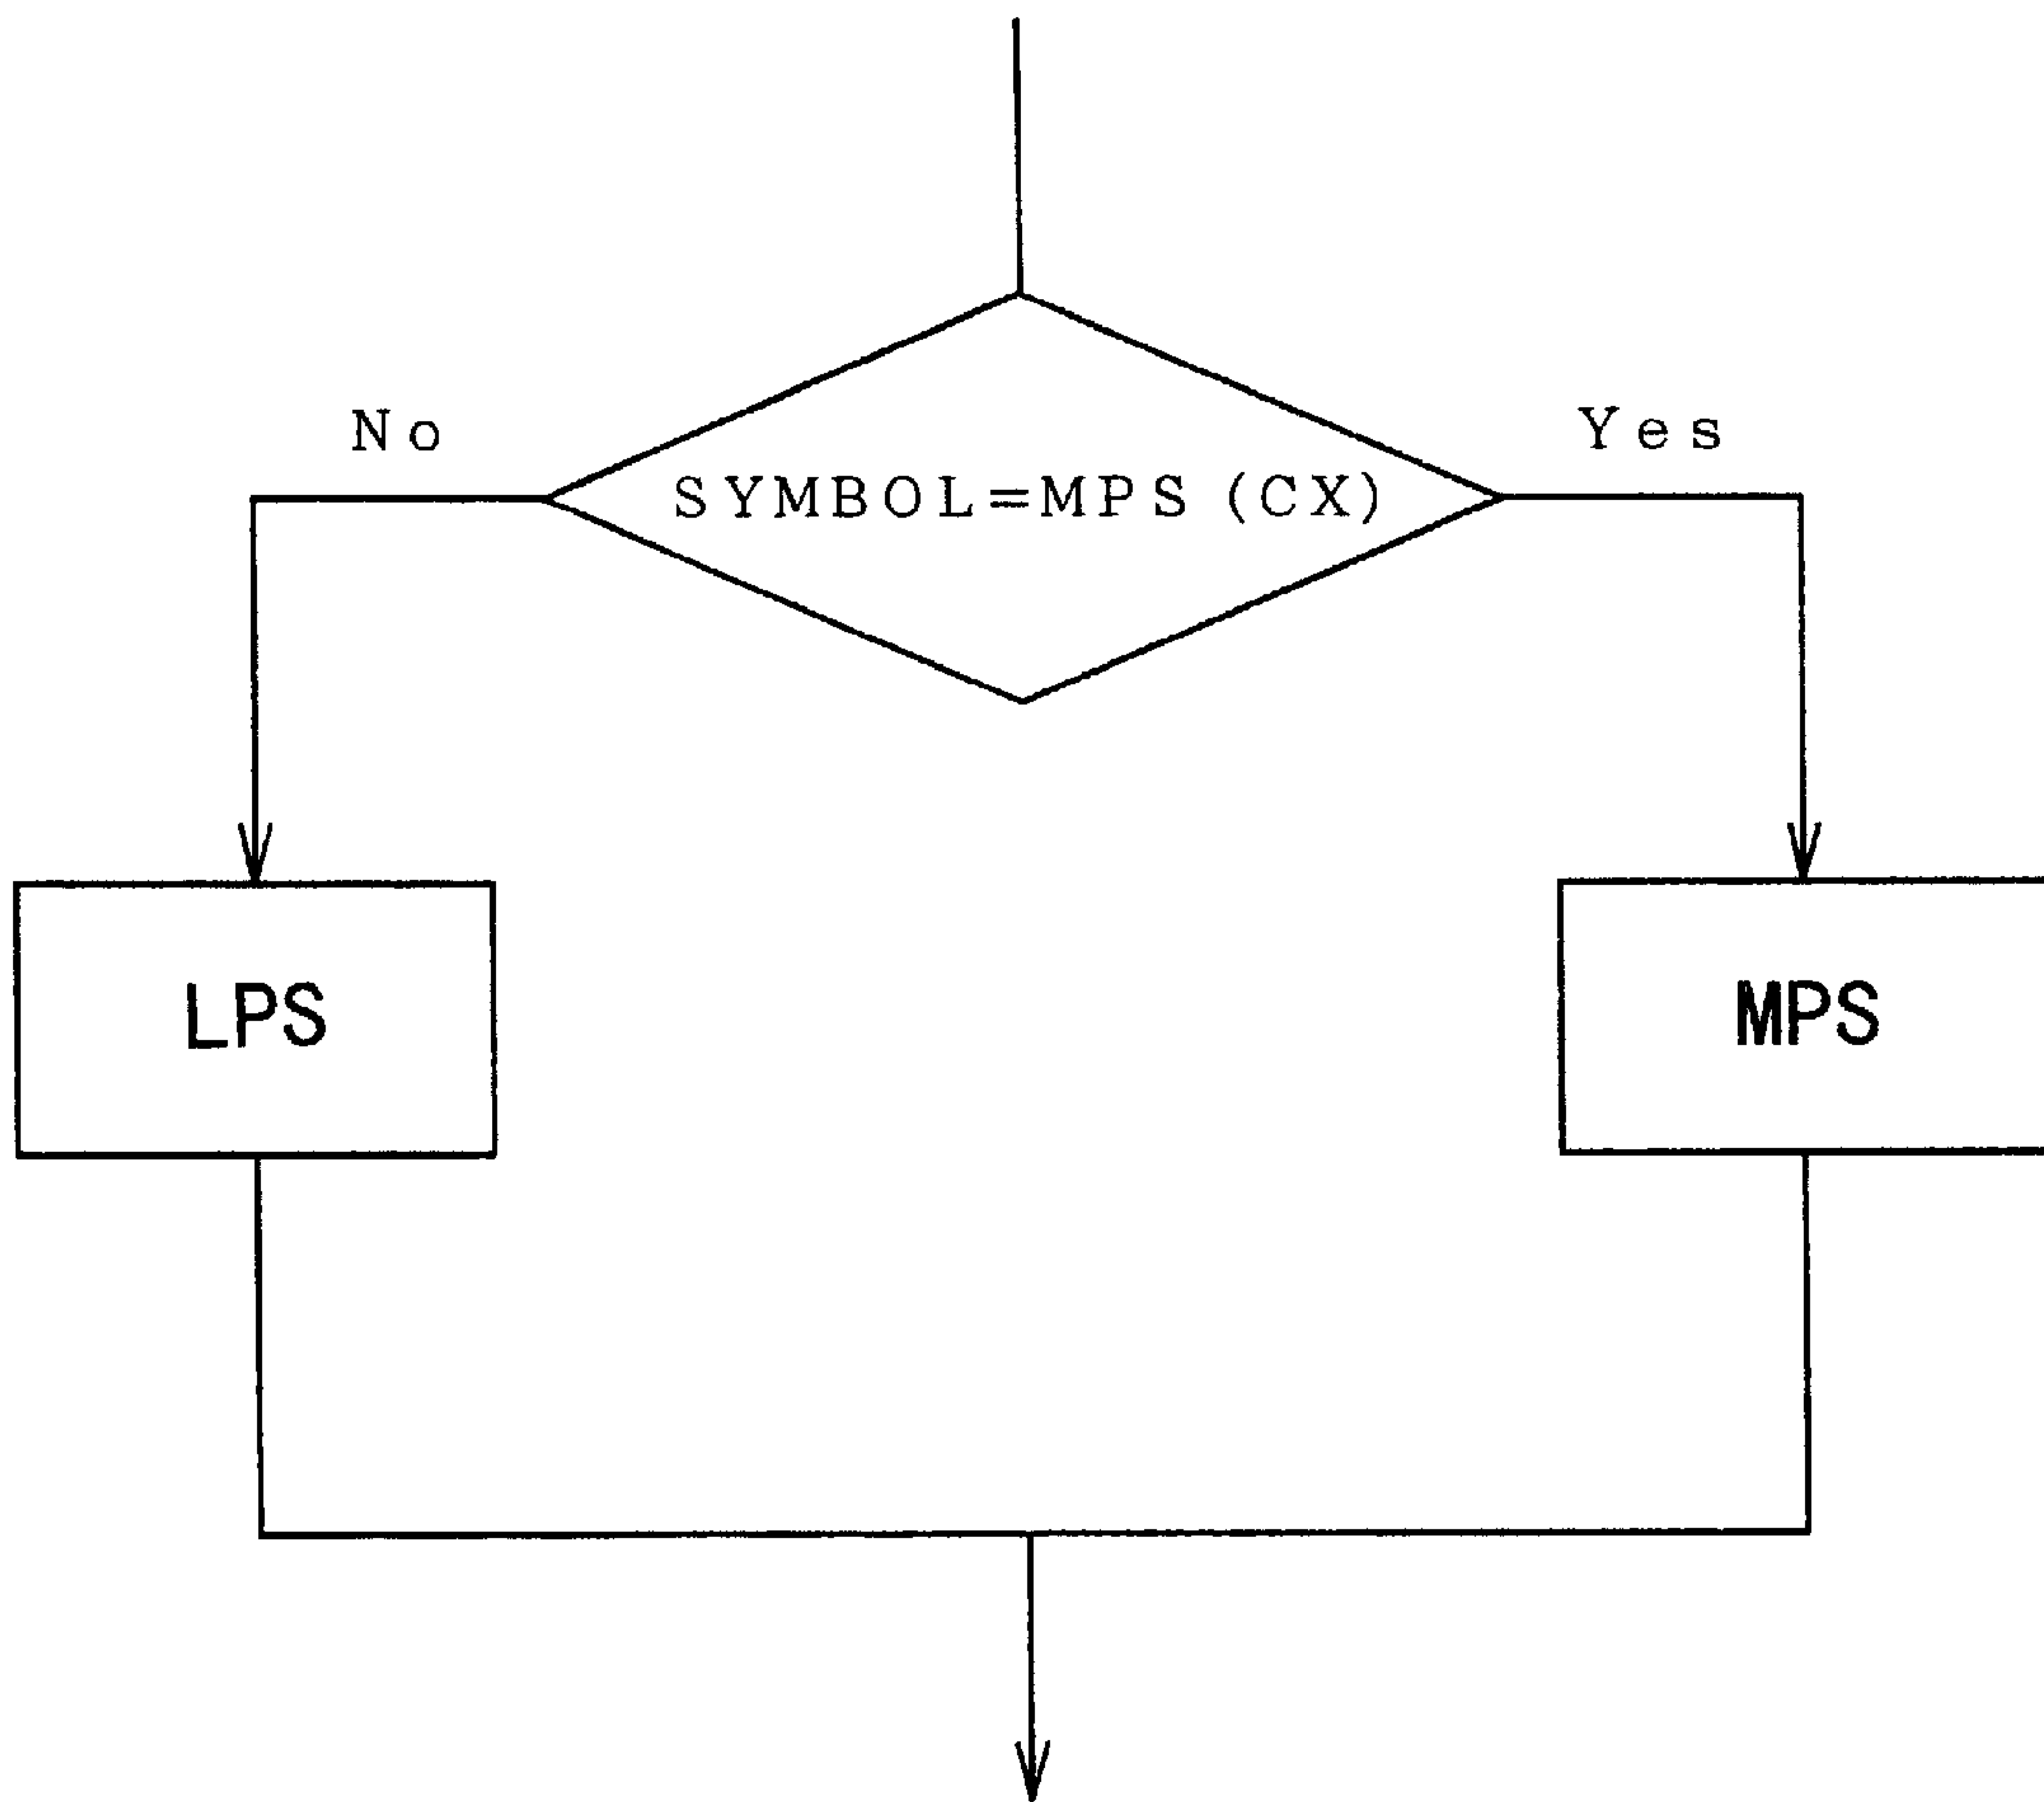 No
Yes
SYMBOL=MPS (CX)
LPS
MPS